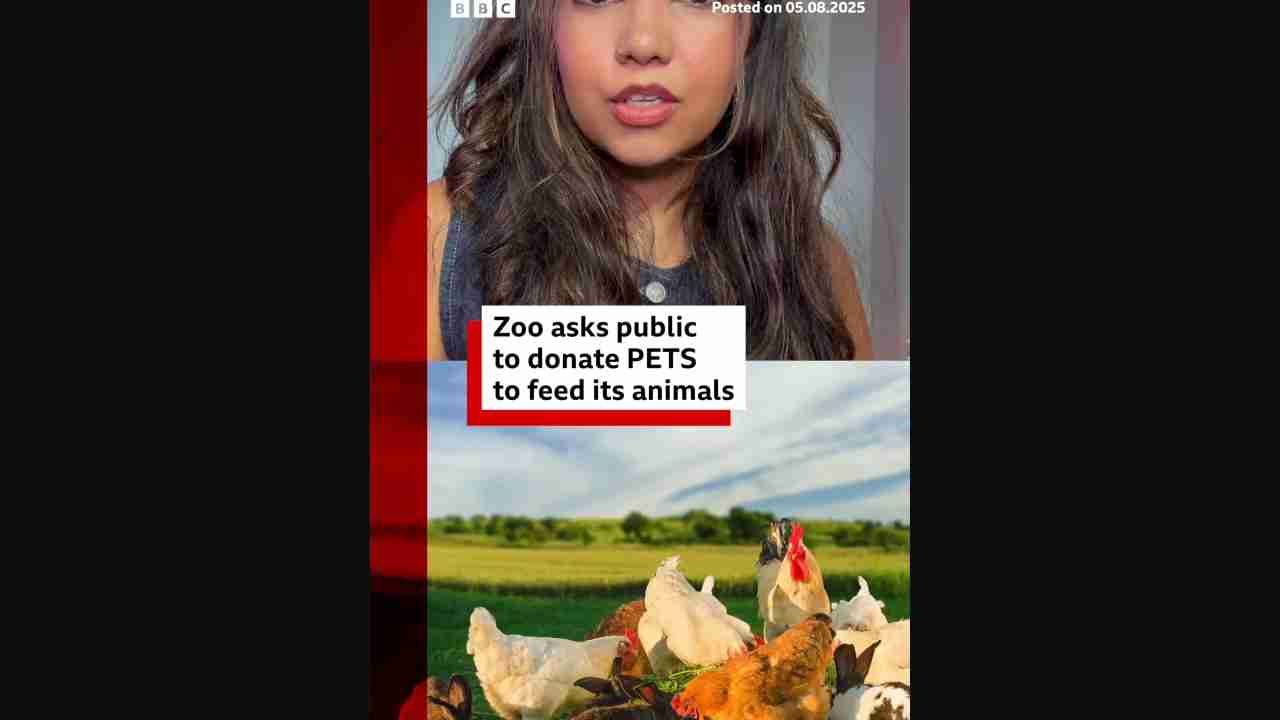 BBC
Posted on 05.08.2025
Zoo asks public
to donate PETS
to feed its animals